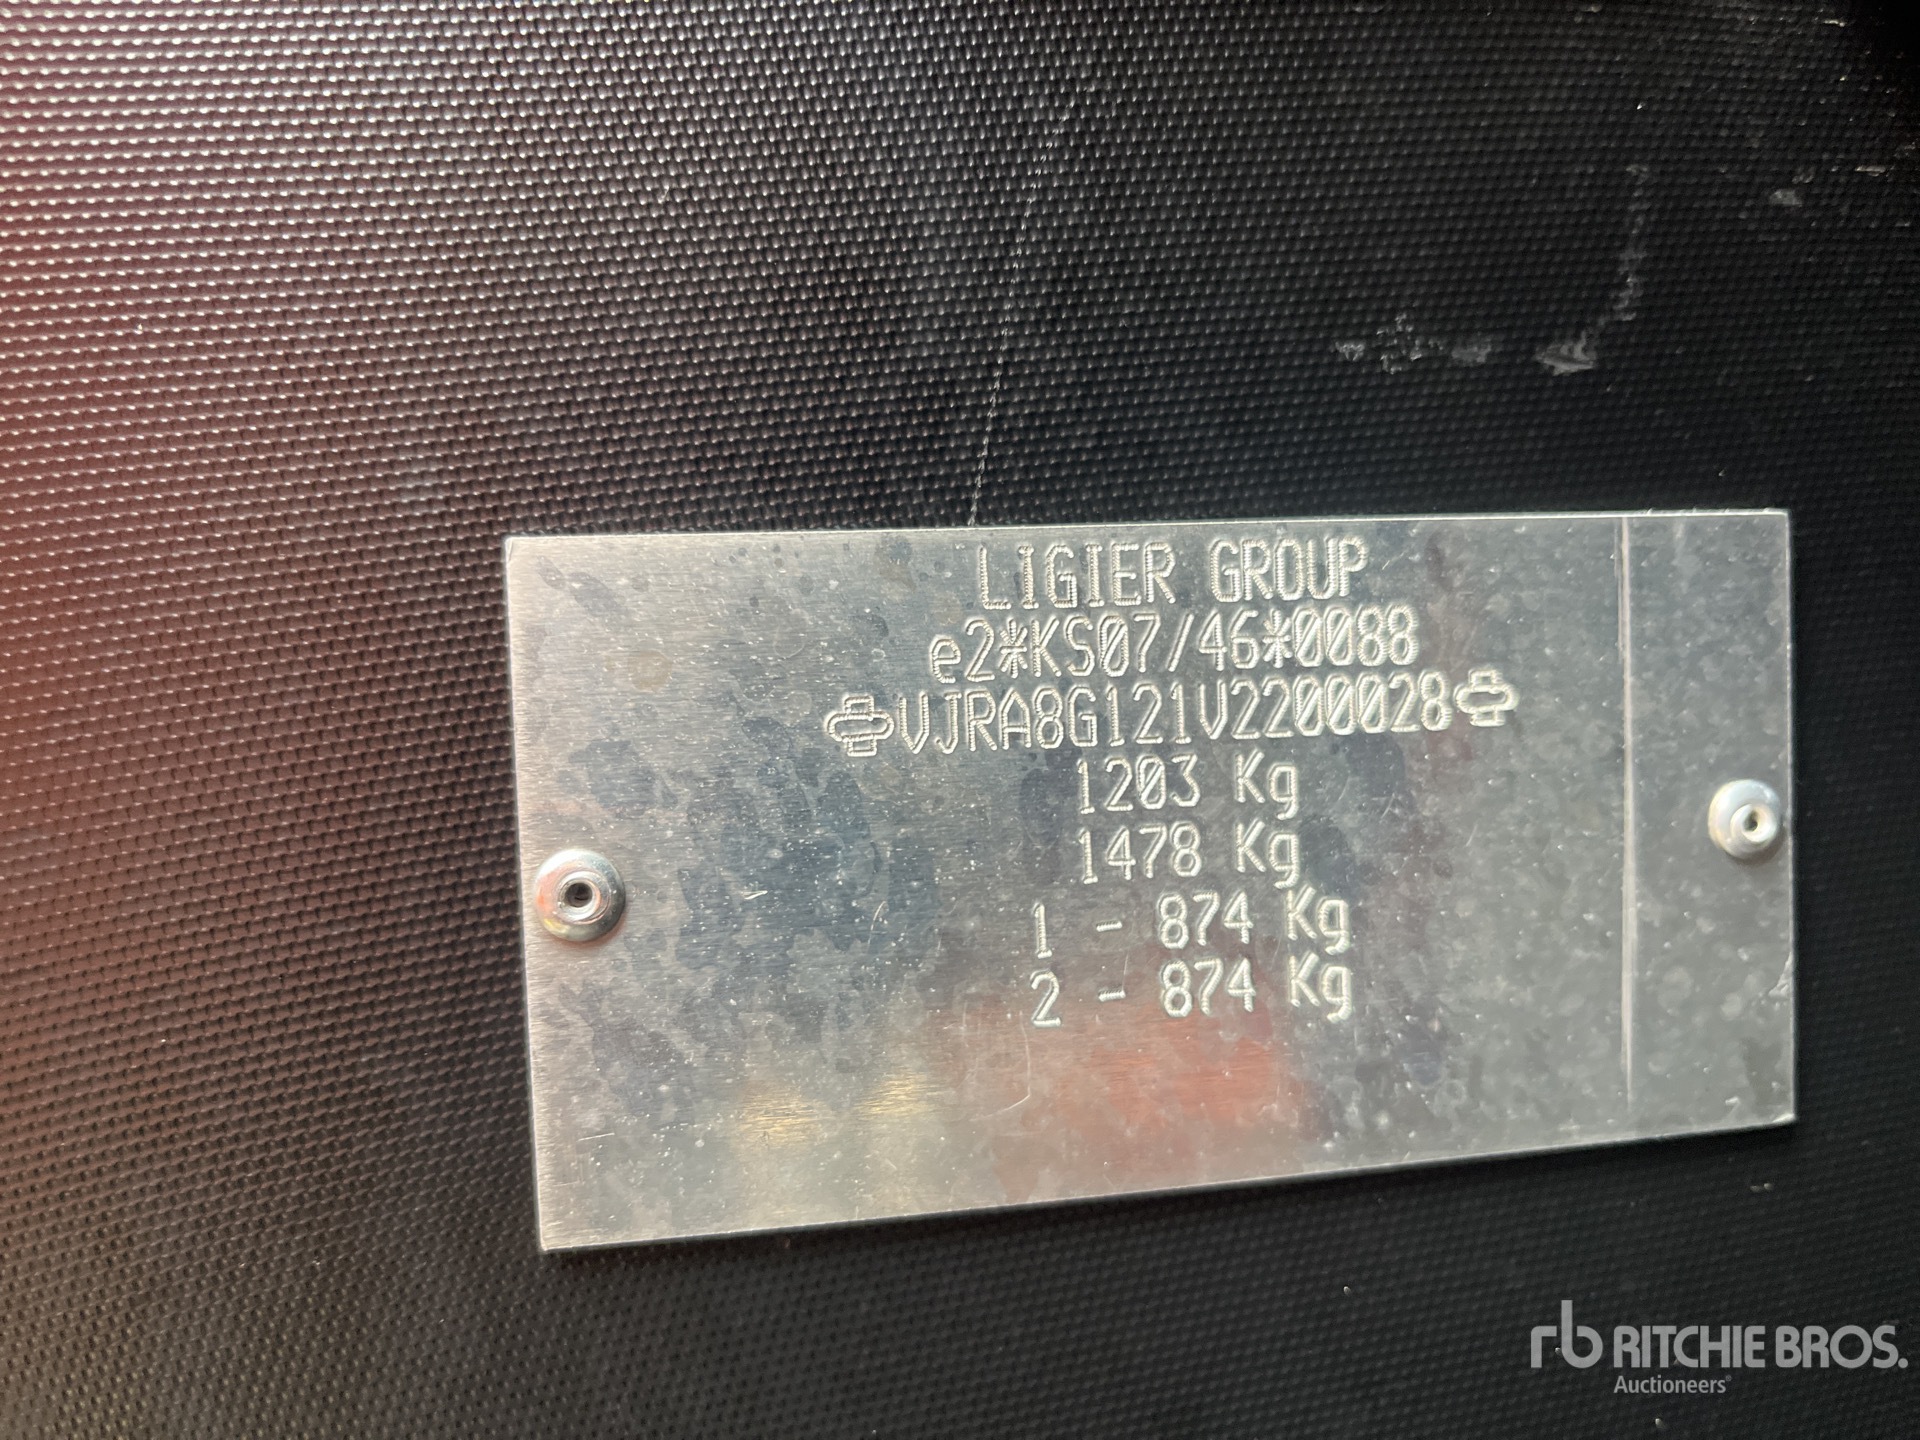 LIGIER GROUP
e2*KS07/46*0088
VJRA8G121V2200028
1203 Kg
1478 Kg
1 - 874 Kg
2 - 874 Kg
rb RITCHIE BROS.
Auctioneers